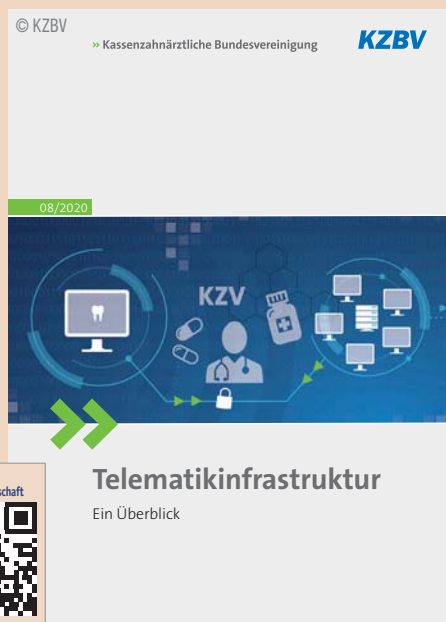 © KZBV
» Kassenzahnärztliche Bundesvereinigung
KZBV
08/2020
KZV
Telematikinfrastruktur
Ein Überblick